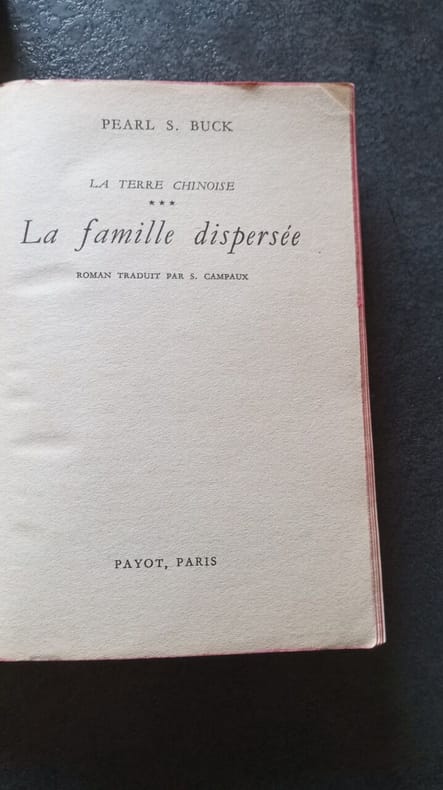 PEARL S. BUCK
LA TERRE CHINOISE
★★★
La famille dispersée
ROMAN TRADUIT PAR S. CAMPAUX
PAYOT, PARIS